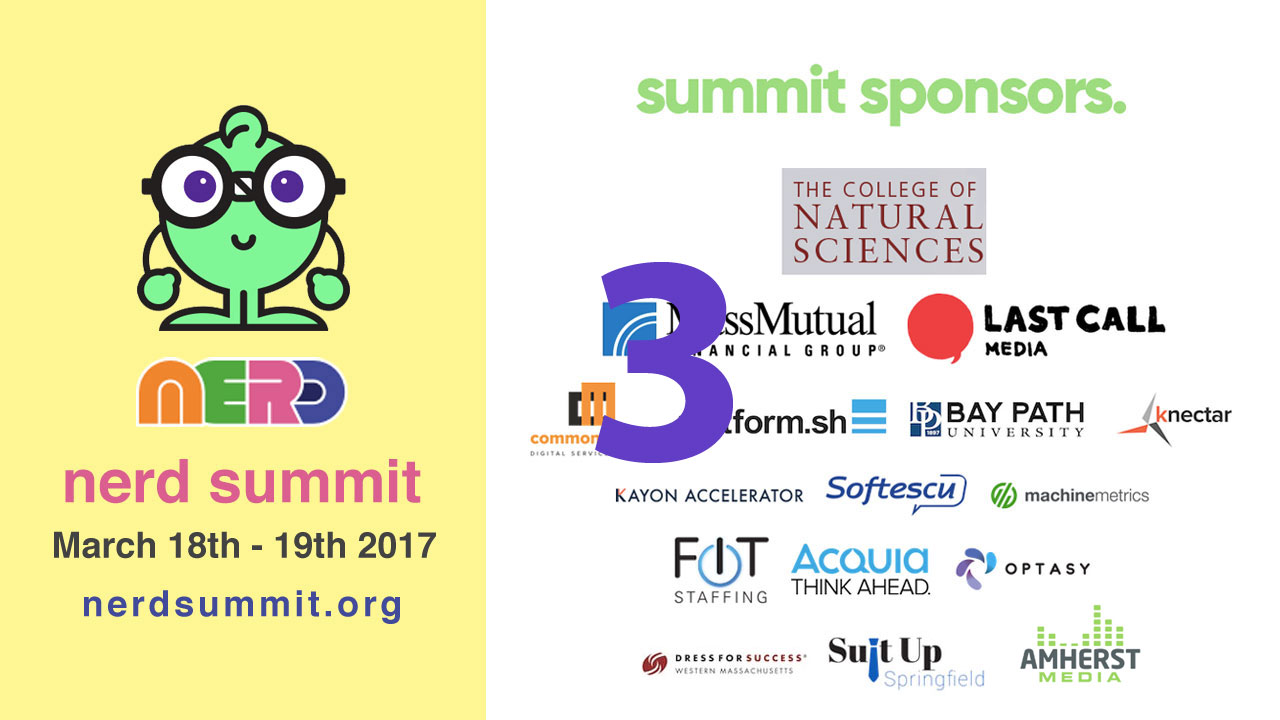 NERD
nerd summit
March 18th - 19th 2017
nerdsummit.org
summit sponsors.
THE COLLEGE OF
NATURAL
SCIENCES
3
LAST CALL
MEDIA
DIGITAL
BAY PATH
UNIVERSITY
1897
knectar
KAYON ACCELERATOR
Softescu
machinemetrics
FIT
STAFFING
ACQUIA
THINK AHEAD.
OPTASY
DRESS FOR SUCCESS®
WESTERN MASSACHUSETTS
Suit Up
Springfield
AMHERST
MEDIA